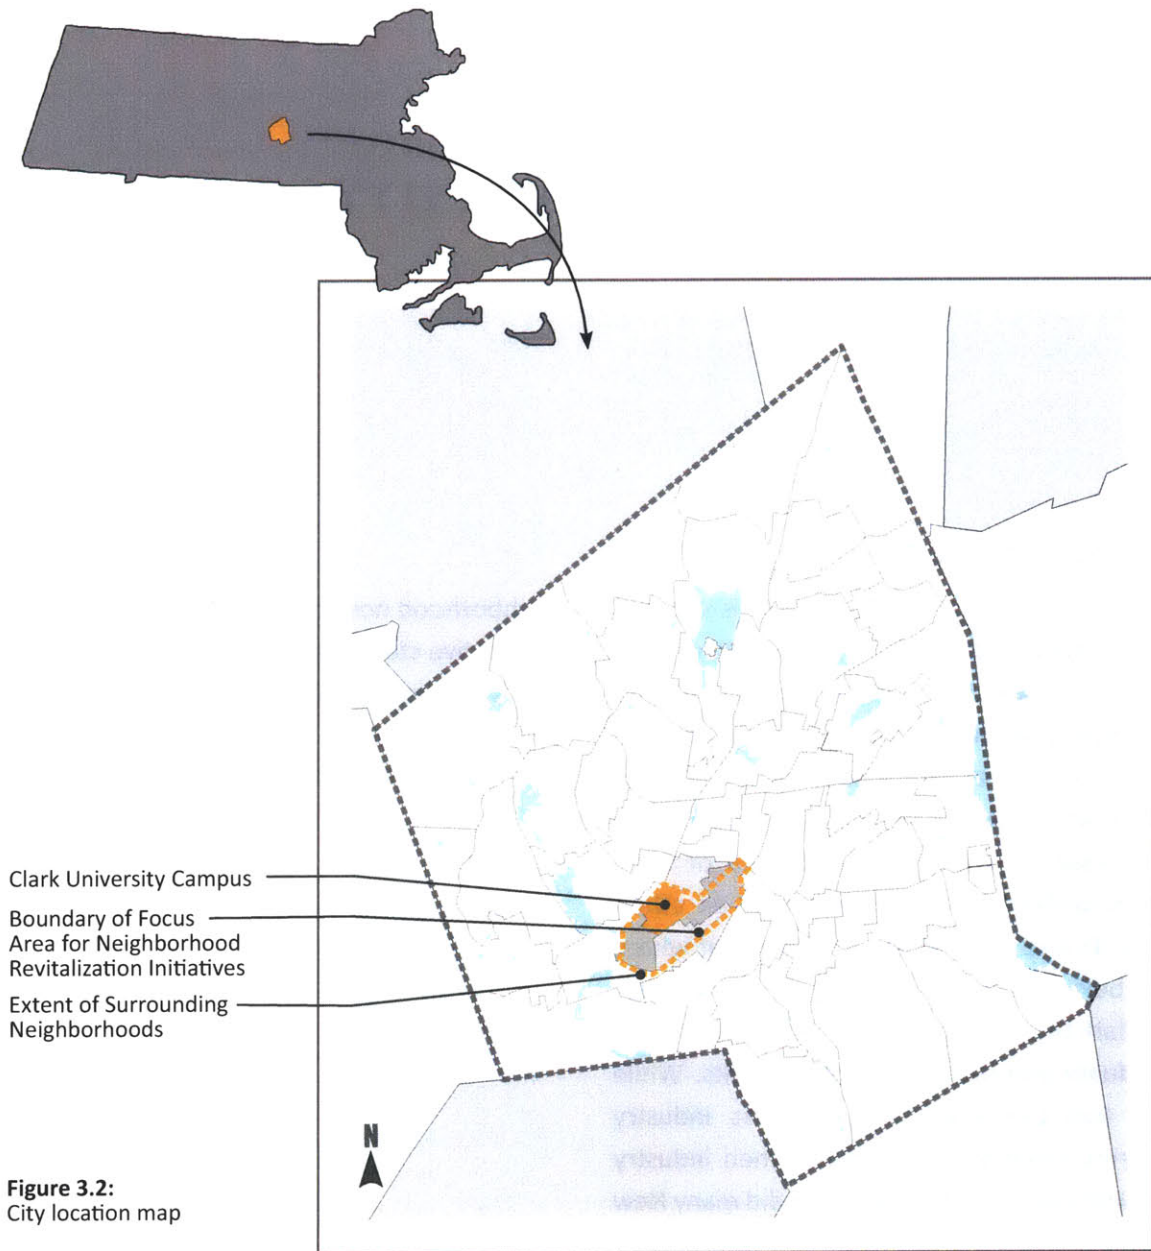 Clark University Campus
Boundary of Focus
Area for Neighborhood
Revitalization Initiatives
Extent of Surrounding
Neighborhoods
N
Figure 3.2:
City location map